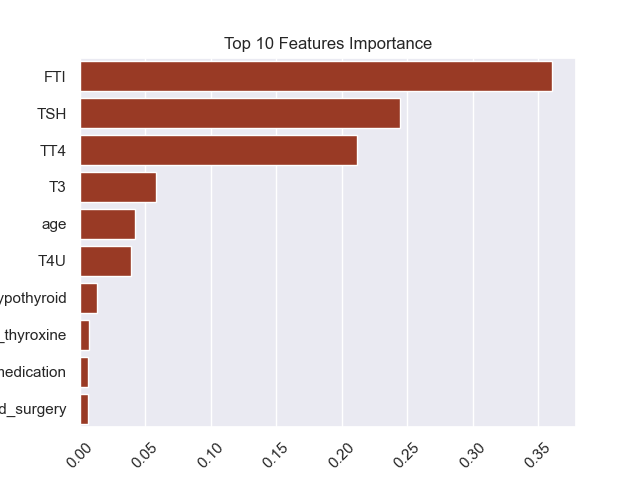 Top 10 Features Importance
FTI
TSH
TT4
T3
age
T4U
ypothyroid
_thyroxine
medication
d_surgery
0.00 0.05 0.10 0.15 0.20 0.25 0.30 0.35